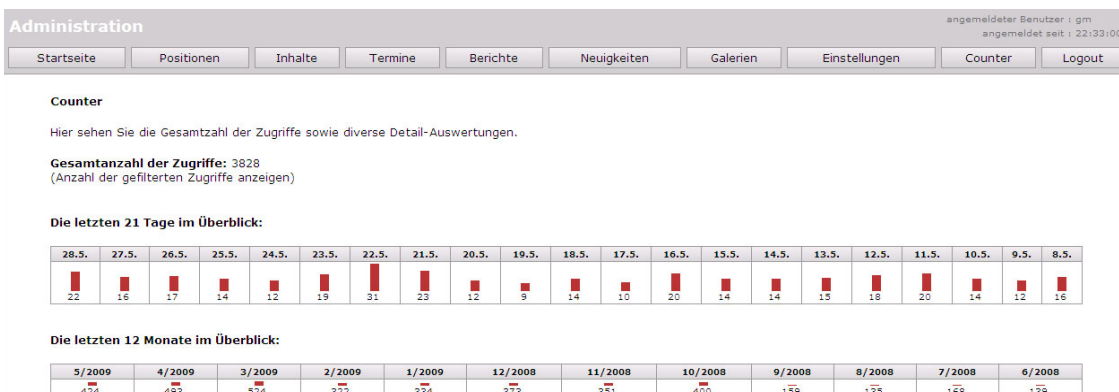 Administration
angemeldeter Benutzer : gm
angemeldet seit : 22:33:00
Startseite Positionen Inhalte Termine Berichte Neuigkeiten Galerien Einstellungen Counter Logout
Counter
Hier sehen Sie die Gesamtzahl der Zugriffe sowie diverse Detail-Auswertungen.
Gesamtanzahl der Zugriffe: 3828
(Anzahl der gefilterten Zugriffe anzeigen)
Die letzten 21 Tage im Überblick:
28.5. 27.5. 26.5. 25.5. 24.5. 23.5. 22.5. 21.5. 20.5. 19.5. 18.5. 17.5. 16.5. 15.5. 14.5. 13.5. 12.5. 11.5. 10.5. 9.5. 8.5.
22 16 17 14 12 19 31 23 12 9 14 10 20 14 14 15 18 20 14 12 16
Die letzten 12 Monate im Überblick:
5/2009 4/2009 3/2009 2/2009 1/2009 12/2008 11/2008 10/2008 9/2008 8/2008 7/2008 6/2008